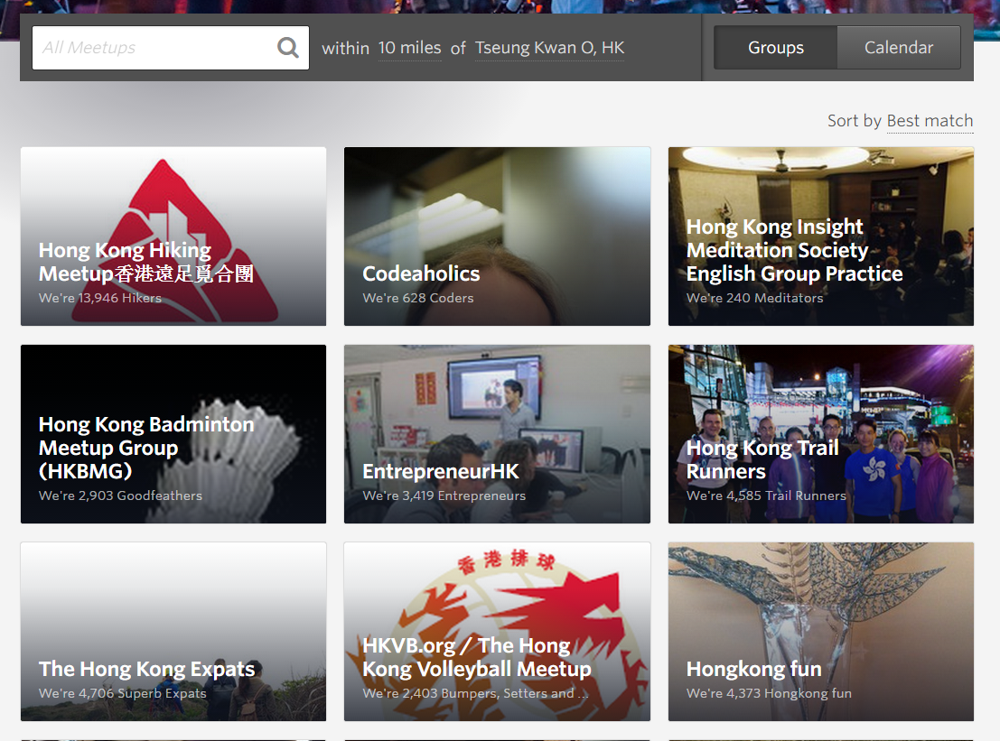 All Meetups
within 10 miles of Tseung Kwan O, HK
Groups
Calendar
Sort by Best match
Hong Kong Hiking
Meetup香港遠足覓合團
We're 13,946 Hikers
Codeaholics
We're 628 Coders
Hong Kong Insight
Meditation Society
English Group Practice
We're 240 Meditators
Hong Kong Badminton
Meetup Group
(HKBMG)
We're 2,903 Goodfeathers
EntrepreneurHK
We're 3,419 Entrepreneurs
Hong Kong Trail
Runners
We're 4,585 Trail Runners
The Hong Kong Expats
We're 4,706 Superb Expats
香港排球
HKVB.org / The Hong
Kong Volleyball Meetup
We're 2,403 Bumpers, Setters and ...
Hongkong fun
We're 4,373 Hongkong fun